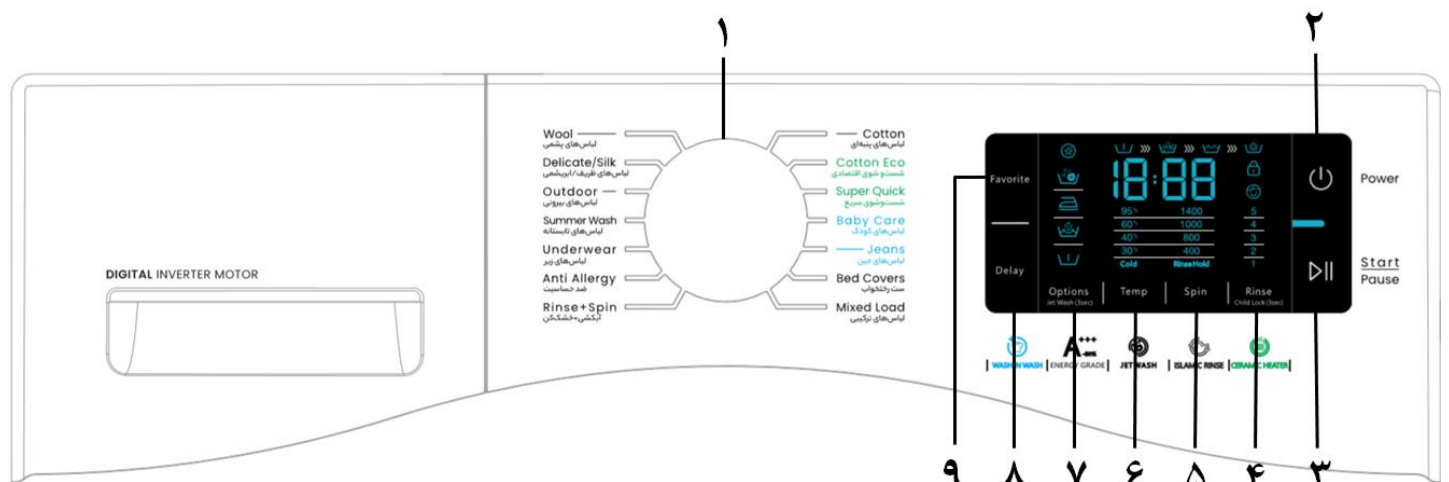 ۱
۲
Wool
لباس‌های پشمی
Delicate/Silk
لباس‌های ظریف/ابریشمی
Outdoor
لباس‌های بیرونی
Summer Wash
لباس‌های تابستانه
Underwear
لباس‌های زیر
Anti Allergy
ضد حساسیت
Rinse+Spin
آبکشی+خشک‌کن
Cotton
لباس‌های پنبه‌ای
Cotton Eco
شست‌و شوی اقتصادی
Super Quick
شست‌وشوی سریع
Baby Care
لباس‌های کودک
Jeans
لباس‌های جین
Bed Covers
ست رختخواب
Mixed Load
لباس‌های ترکیبی
DIGITAL INVERTER MOTOR
Favorite
Delay
18:88
95° 1400 5
60° 1000 4
40° 800 3
30° 400 2
Cold Rinse Hold 1
Options Temp Spin Rinse
Jet Wash (3sec) Child Lock (3sec)
Power
Start
Pause
WASH IN WASH
A+++
ENERGY GRADE
JET WASH
ISLAMIC RINSE
CERAMIC HEATER
۹ ۸ ۷ ۶ ۵ ۴ ۳